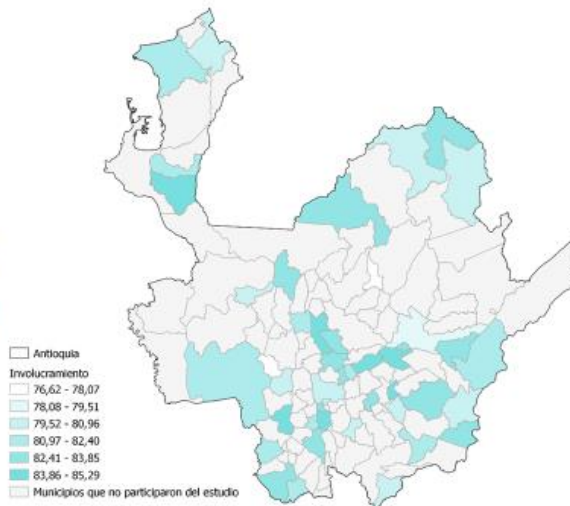 Antioquia
Involucramiento
76,62 - 78,07
78,08 - 79,51
79,52 - 80,96
80,97 - 82,40
82,41 - 83,85
83,86 - 85,29
Municipios que no participaron del estudio